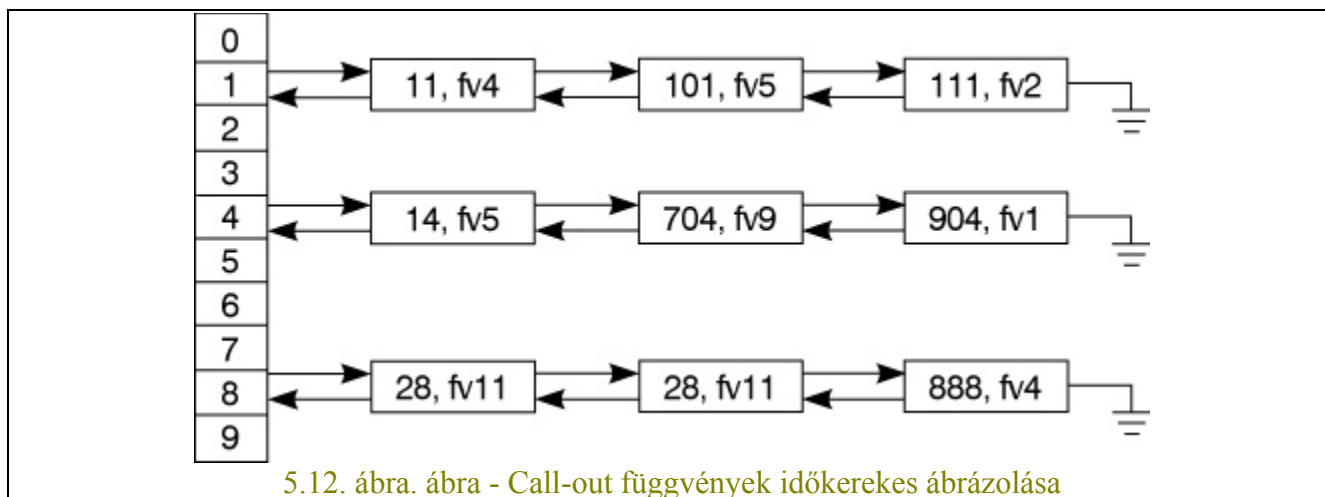 0
1 11, fv4 101, fv5 111, fv2
2
3
4 14, fv5 704, fv9 904, fv1
5
6
7
8 28, fv11 28, fv11 888, fv4
9
5.12. ábra. ábra - Call-out függvények időkerekes ábrázolása